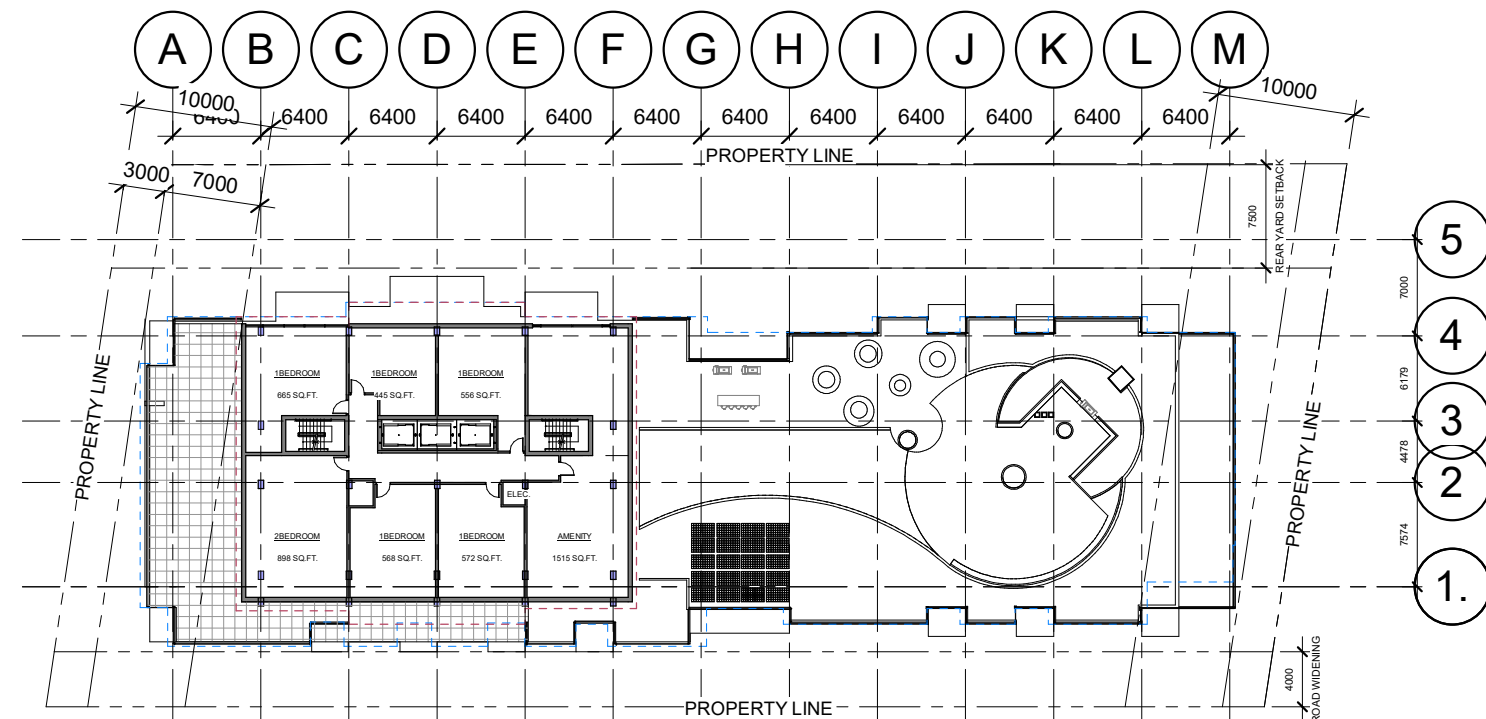 A B C D E F G H I J K L M
10000
10000
6400 6400 6400 6400 6400 6400 6400 6400 6400 6400 6400 6400
PROPERTY LINE
3000 7000
7500
REAR YARD SETBACK
5
7000
4
6179
3
4478
2
7574
1.
PROPERTY LINE
PROPERTY LINE
1BEDROOM
665 SQ.FT.
1BEDROOM
445 SQ.FT.
1BEDROOM
556 SQ.FT.
ELEC.
2BEDROOM
898 SQ.FT.
1BEDROOM
568 SQ.FT.
1BEDROOM
572 SQ.FT.
AMENITY
1515 SQ.FT.
4000
ROAD WIDENING
PROPERTY LINE